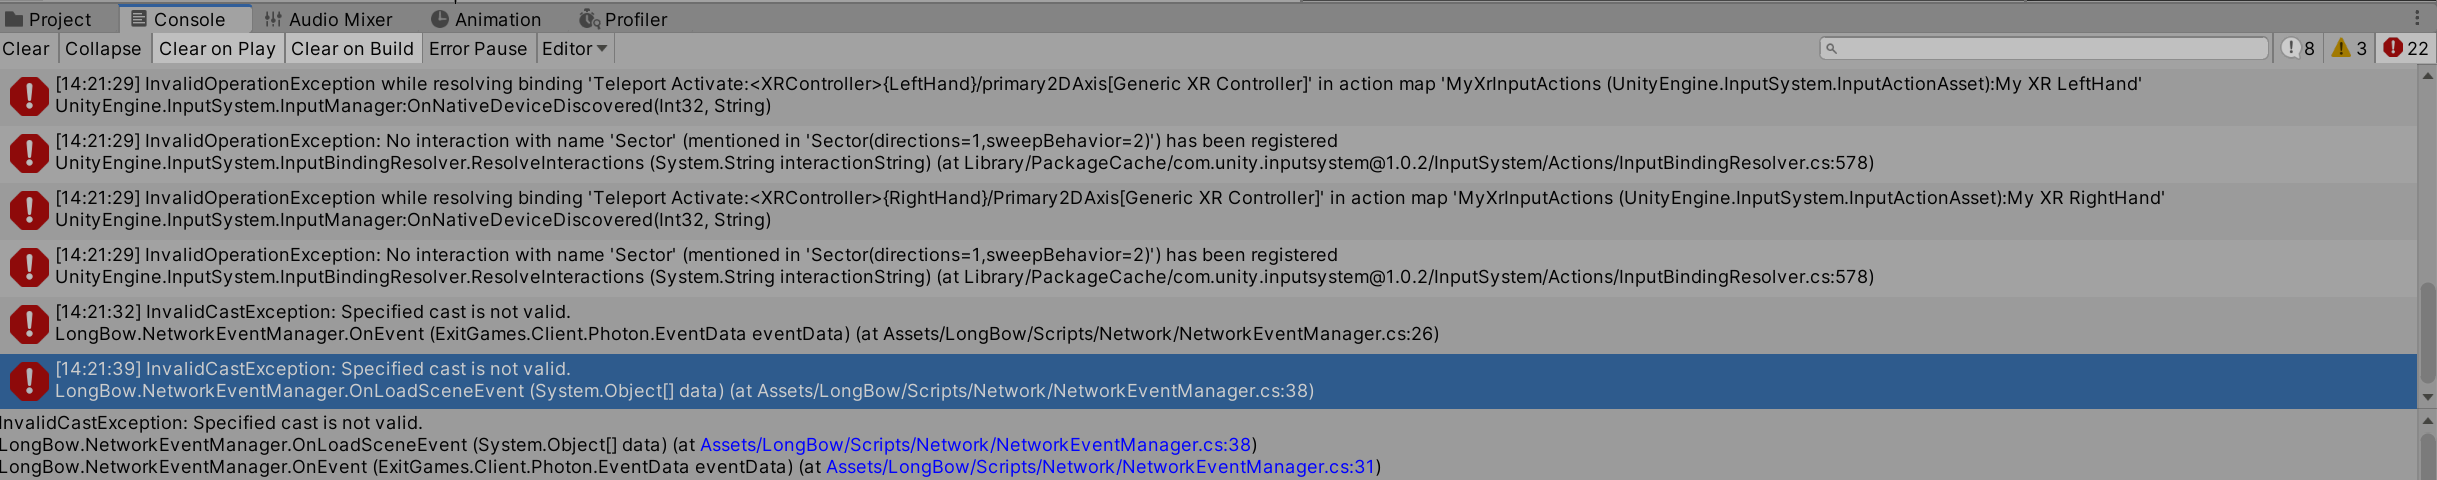 Project Console Audio Mixer Animation Profiler
Clear Collapse Clear on Play Clear on Build Error Pause Editor 8 3 22
[14:21:29] InvalidOperationException while resolving binding 'Teleport Activate:<XRController>{LeftHand}/primary2DAxis[Generic XR Controller]' in action map 'MyXrInputActions (UnityEngine.InputSystem.InputActionAsset):My XR LeftHand'
UnityEngine.InputSystem.InputManager:OnNativeDeviceDiscovered(Int32, String)
[14:21:29] InvalidOperationException: No interaction with name 'Sector' (mentioned in 'Sector(directions=1,sweepBehavior=2)') has been registered
UnityEngine.InputSystem.InputBindingResolver.ResolveInteractions (System.String interactionString) (at Library/PackageCache/com.unity.inputsystem@1.0.2/InputSystem/Actions/InputBindingResolver.cs:578)
[14:21:29] InvalidOperationException while resolving binding 'Teleport Activate:<XRController>{RightHand}/Primary2DAxis[Generic XR Controller]' in action map 'MyXrInputActions (UnityEngine.InputSystem.InputActionAsset):My XR RightHand'
UnityEngine.InputSystem.InputManager:OnNativeDeviceDiscovered(Int32, String)
[14:21:29] InvalidOperationException: No interaction with name 'Sector' (mentioned in 'Sector(directions=1,sweepBehavior=2)') has been registered
UnityEngine.InputSystem.InputBindingResolver.ResolveInteractions (System.String interactionString) (at Library/PackageCache/com.unity.inputsystem@1.0.2/InputSystem/Actions/InputBindingResolver.cs:578)
[14:21:32] InvalidCastException: Specified cast is not valid.
LongBow.NetworkEventManager.OnEvent (ExitGames.Client.Photon.EventData eventData) (at Assets/LongBow/Scripts/Network/NetworkEventManager.cs:26)
[14:21:39] InvalidCastException: Specified cast is not valid.
LongBow.NetworkEventManager.OnLoadSceneEvent (System.Object[] data) (at Assets/LongBow/Scripts/Network/NetworkEventManager.cs:38)
InvalidCastException: Specified cast is not valid.
LongBow.NetworkEventManager.OnLoadSceneEvent (System.Object[] data) (at Assets/LongBow/Scripts/Network/NetworkEventManager.cs:38)
LongBow.NetworkEventManager.OnEvent (ExitGames.Client.Photon.EventData eventData) (at Assets/LongBow/Scripts/Network/NetworkEventManager.cs:31)